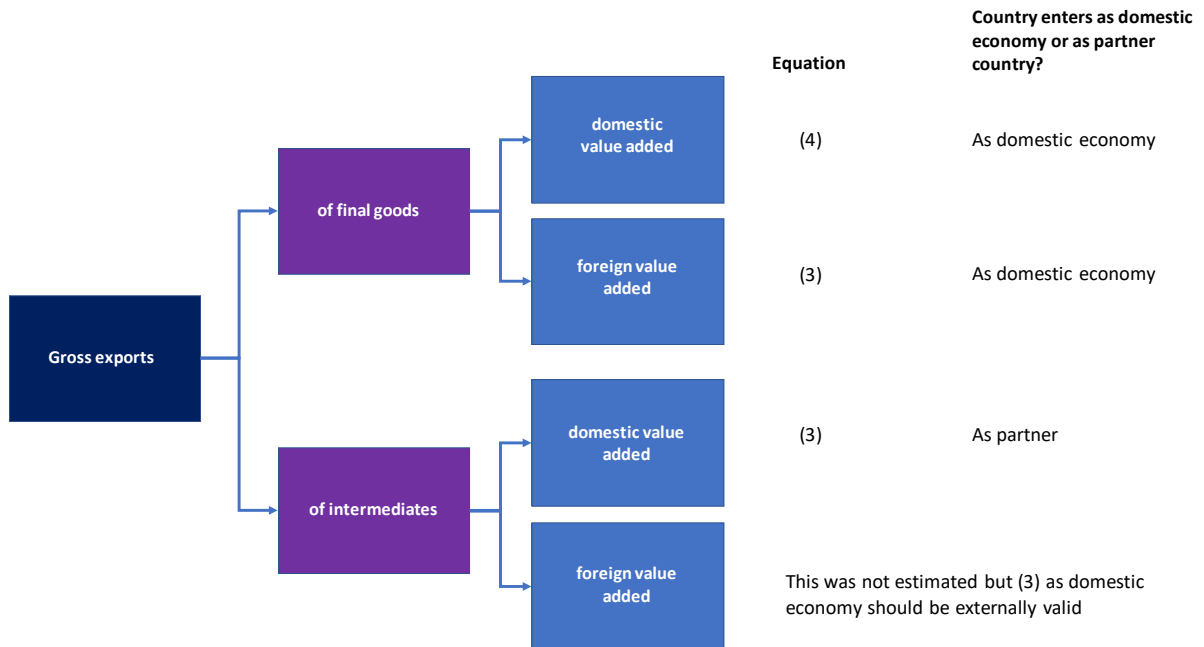 Country enters as domestic
economy or as partner
country?
Equation
domestic
value added
(4)
As domestic economy
of final goods
foreign value
added
(3)
As domestic economy
Gross exports
domestic value
added
(3)
As partner
of intermediates
foreign value
added
This was not estimated but (3) as domestic
economy should be externally valid